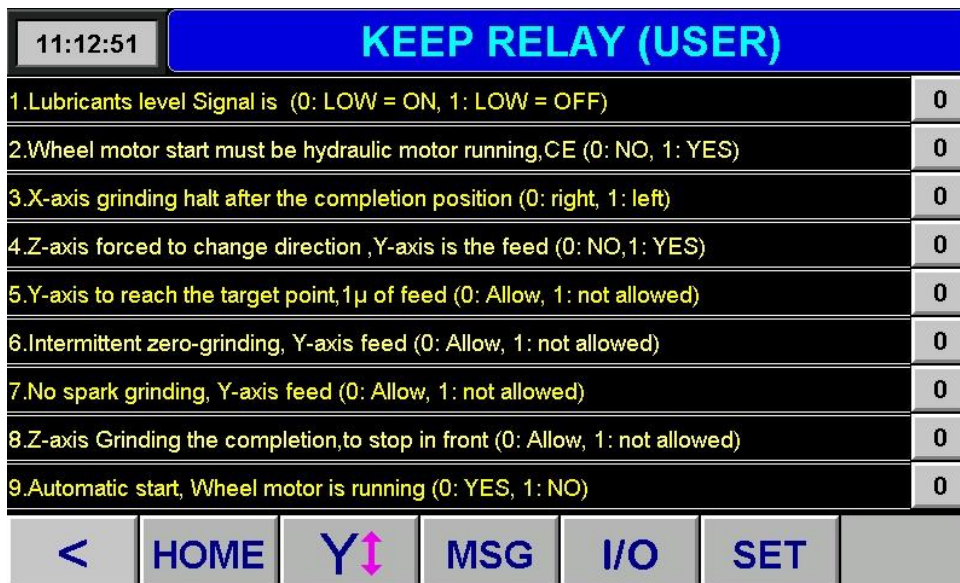 11:12:51
KEEP RELAY (USER)
1.Lubricants level Signal is (0: LOW = ON, 1: LOW = OFF) 0
2.Wheel motor start must be hydraulic motor running,CE (0: NO, 1: YES) 0
3.X-axis grinding halt after the completion position (0: right, 1: left) 0
4.Z-axis forced to change direction ,Y-axis is the feed (0: NO,1: YES) 0
5.Y-axis to reach the target point,1µ of feed (0: Allow, 1: not allowed) 0
6.Intermittent zero-grinding, Y-axis feed (0: Allow, 1: not allowed) 0
7.No spark grinding, Y-axis feed (0: Allow, 1: not allowed) 0
8.Z-axis Grinding the completion,to stop in front (0: Allow, 1: not allowed) 0
9.Automatic start, Wheel motor is running (0: YES, 1: NO) 0
< HOME Y MSG I/O SET